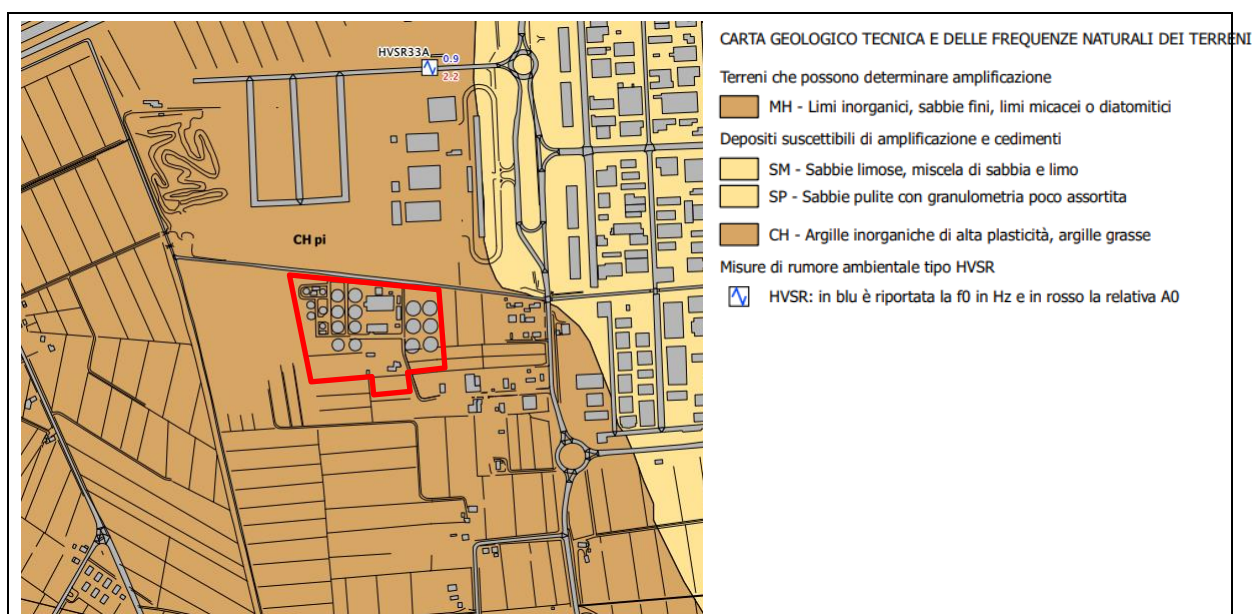 HVSR33A
0.9
2.2
CH pi
CARTA GEOLOGICO TECNICA E DELLE FREQUENZE NATURALI DEI TERRENI
Terreni che possono determinare amplificazione
MH - Limi inorganici, sabbie fini, limi micacei o diatomitici
Depositi suscettibili di amplificazione e cedimenti
SM - Sabbie limose, miscela di sabbia e limo
SP - Sabbie pulite con granulometria poco assortita
CH - Argille inorganiche di alta plasticità, argille grasse
Misure di rumore ambientale tipo HVSR
HVSR: in blu è riportata la f0 in Hz e in rosso la relativa A0